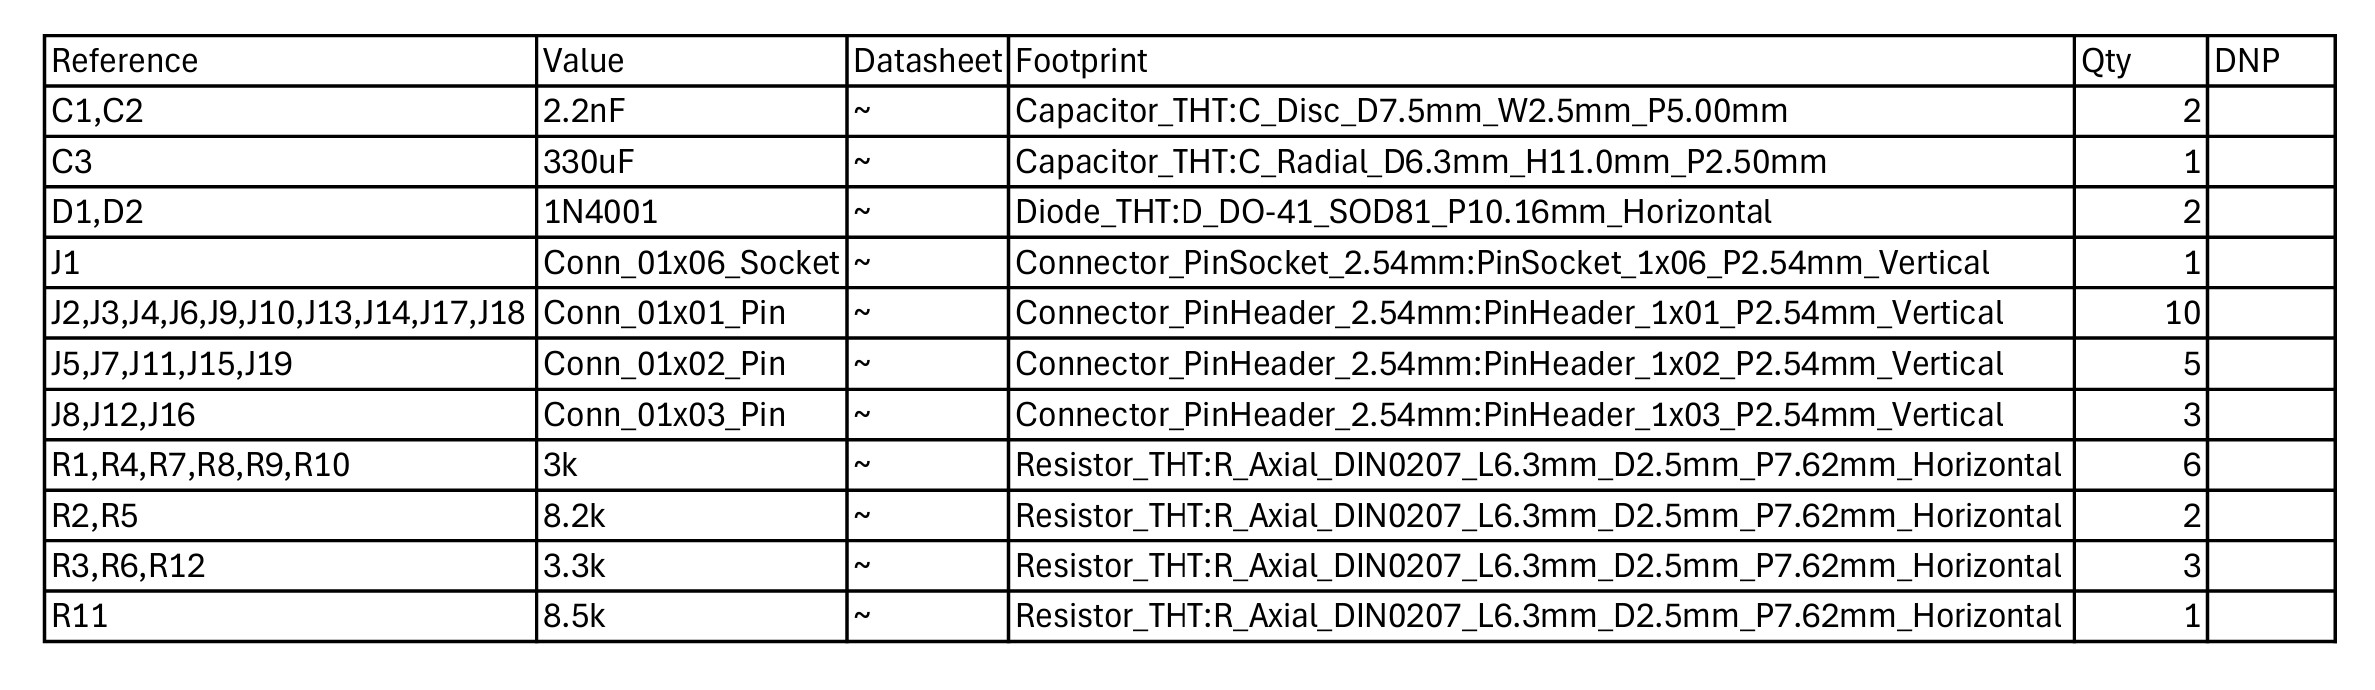 Reference Value Datasheet Footprint Qty DNP
C1,C2 2.2nF ~ Capacitor_THT:C_Disc_D7.5mm_W2.5mm_P5.00mm 2
C3 330uF ~ Capacitor_THT:C_Radial_D6.3mm_H11.0mm_P2.50mm 1
D1,D2 1N4001 ~ Diode_THT:D_DO-41_SOD81_P10.16mm_Horizontal 2
J1 Conn_01x06_Socket ~ Connector_PinSocket_2.54mm:PinSocket_1x06_P2.54mm_Vertical 1
J2,J3,J4,J6,J9,J10,J13,J14,J17,J18 Conn_01x01_Pin ~ Connector_PinHeader_2.54mm:PinHeader_1x01_P2.54mm_Vertical 10
J5,J7,J11,J15,J19 Conn_01x02_Pin ~ Connector_PinHeader_2.54mm:PinHeader_1x02_P2.54mm_Vertical 5
J8,J12,J16 Conn_01x03_Pin ~ Connector_PinHeader_2.54mm:PinHeader_1x03_P2.54mm_Vertical 3
R1,R4,R7,R8,R9,R10 3k ~ Resistor_THT:R_Axial_DIN0207_L6.3mm_D2.5mm_P7.62mm_Horizontal 6
R2,R5 8.2k ~ Resistor_THT:R_Axial_DIN0207_L6.3mm_D2.5mm_P7.62mm_Horizontal 2
R3,R6,R12 3.3k ~ Resistor_THT:R_Axial_DIN0207_L6.3mm_D2.5mm_P7.62mm_Horizontal 3
R11 8.5k ~ Resistor_THT:R_Axial_DIN0207_L6.3mm_D2.5mm_P7.62mm_Horizontal 1